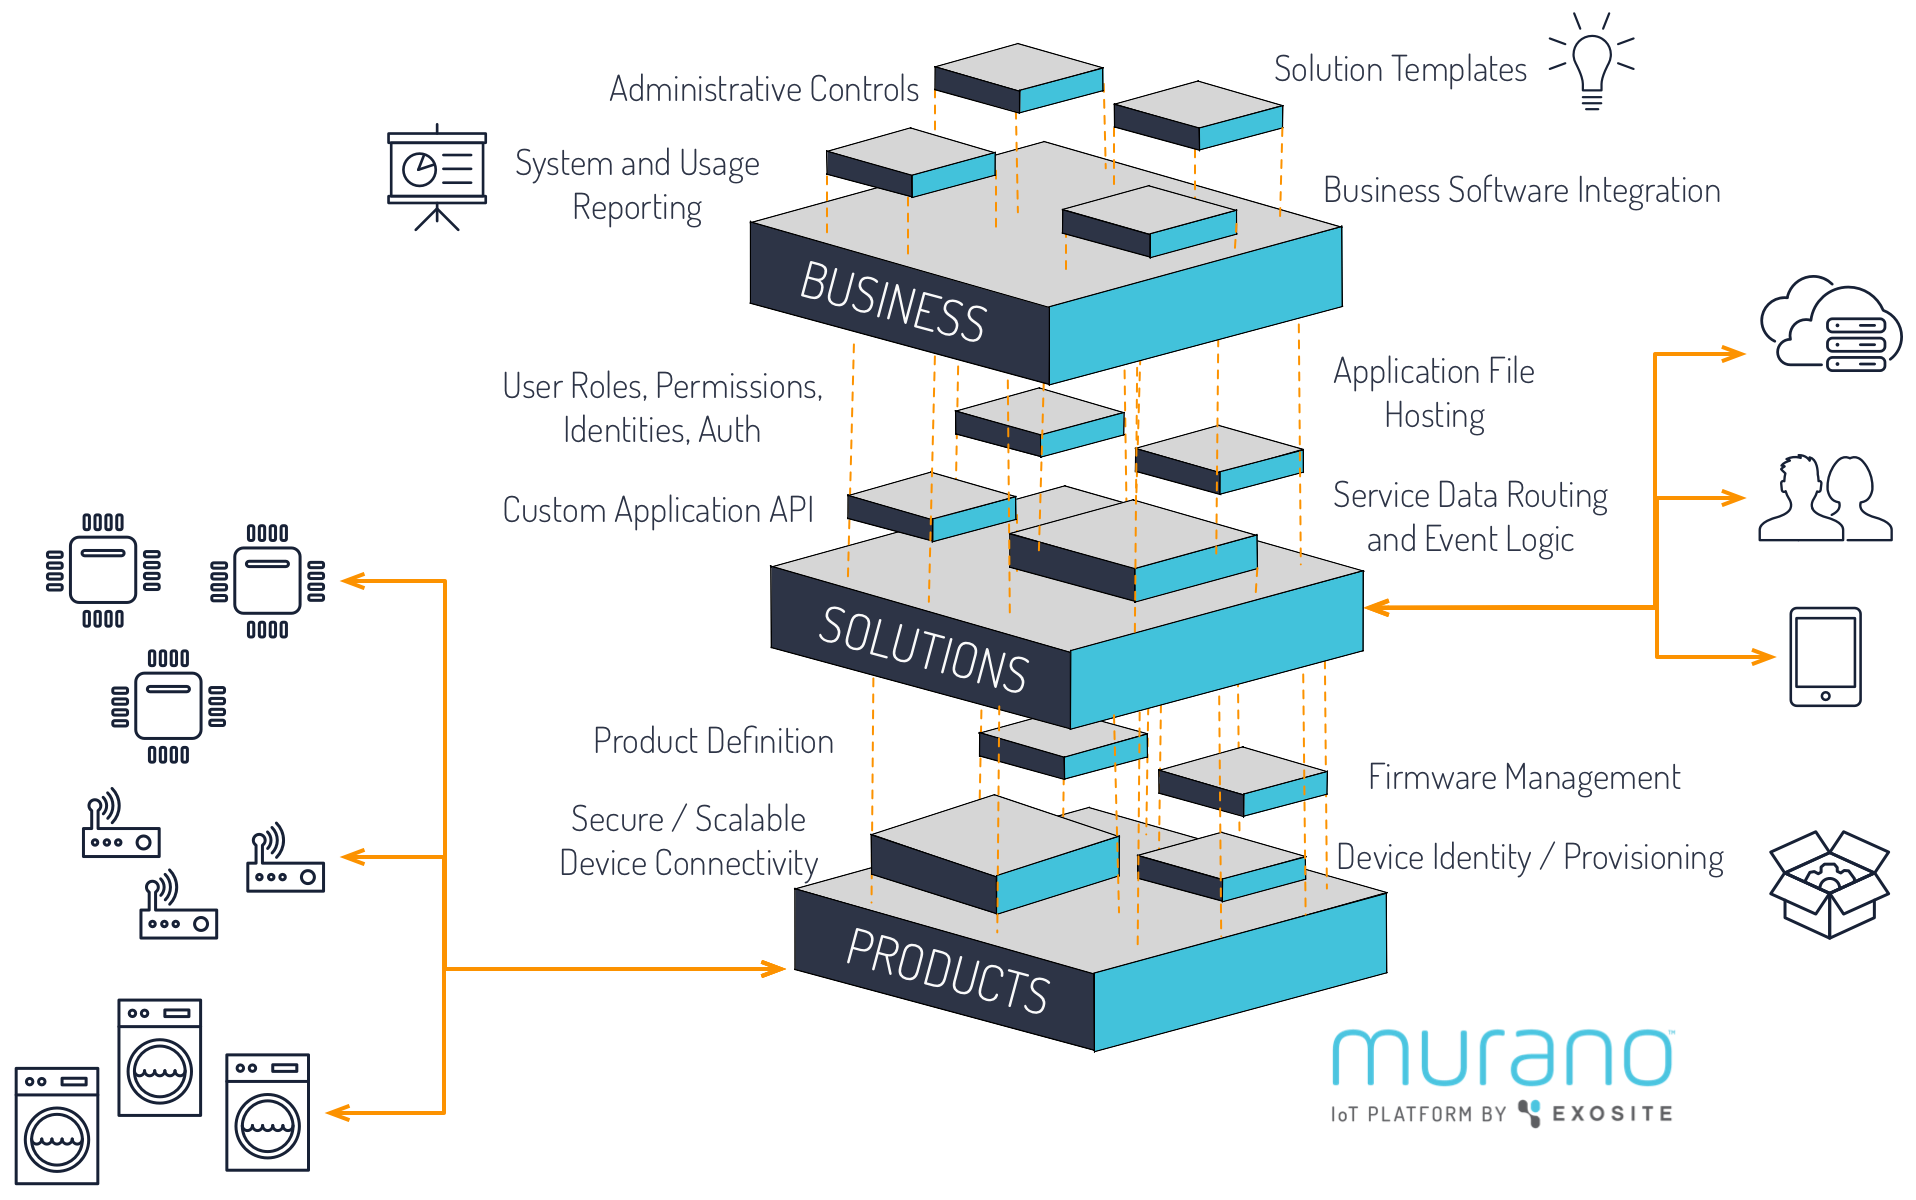 Administrative Controls
Solution Templates
System and Usage
Reporting
Business Software Integration
BUSINESS
User Roles, Permissions,
Identities, Auth
Application File
Hosting
Custom Application API
Service Data Routing
and Event Logic
SOLUTIONS
Product Definition
Firmware Management
Secure / Scalable
Device Connectivity
Device Identity / Provisioning
PRODUCTS
murano™
IoT PLATFORM BY EXOSITE